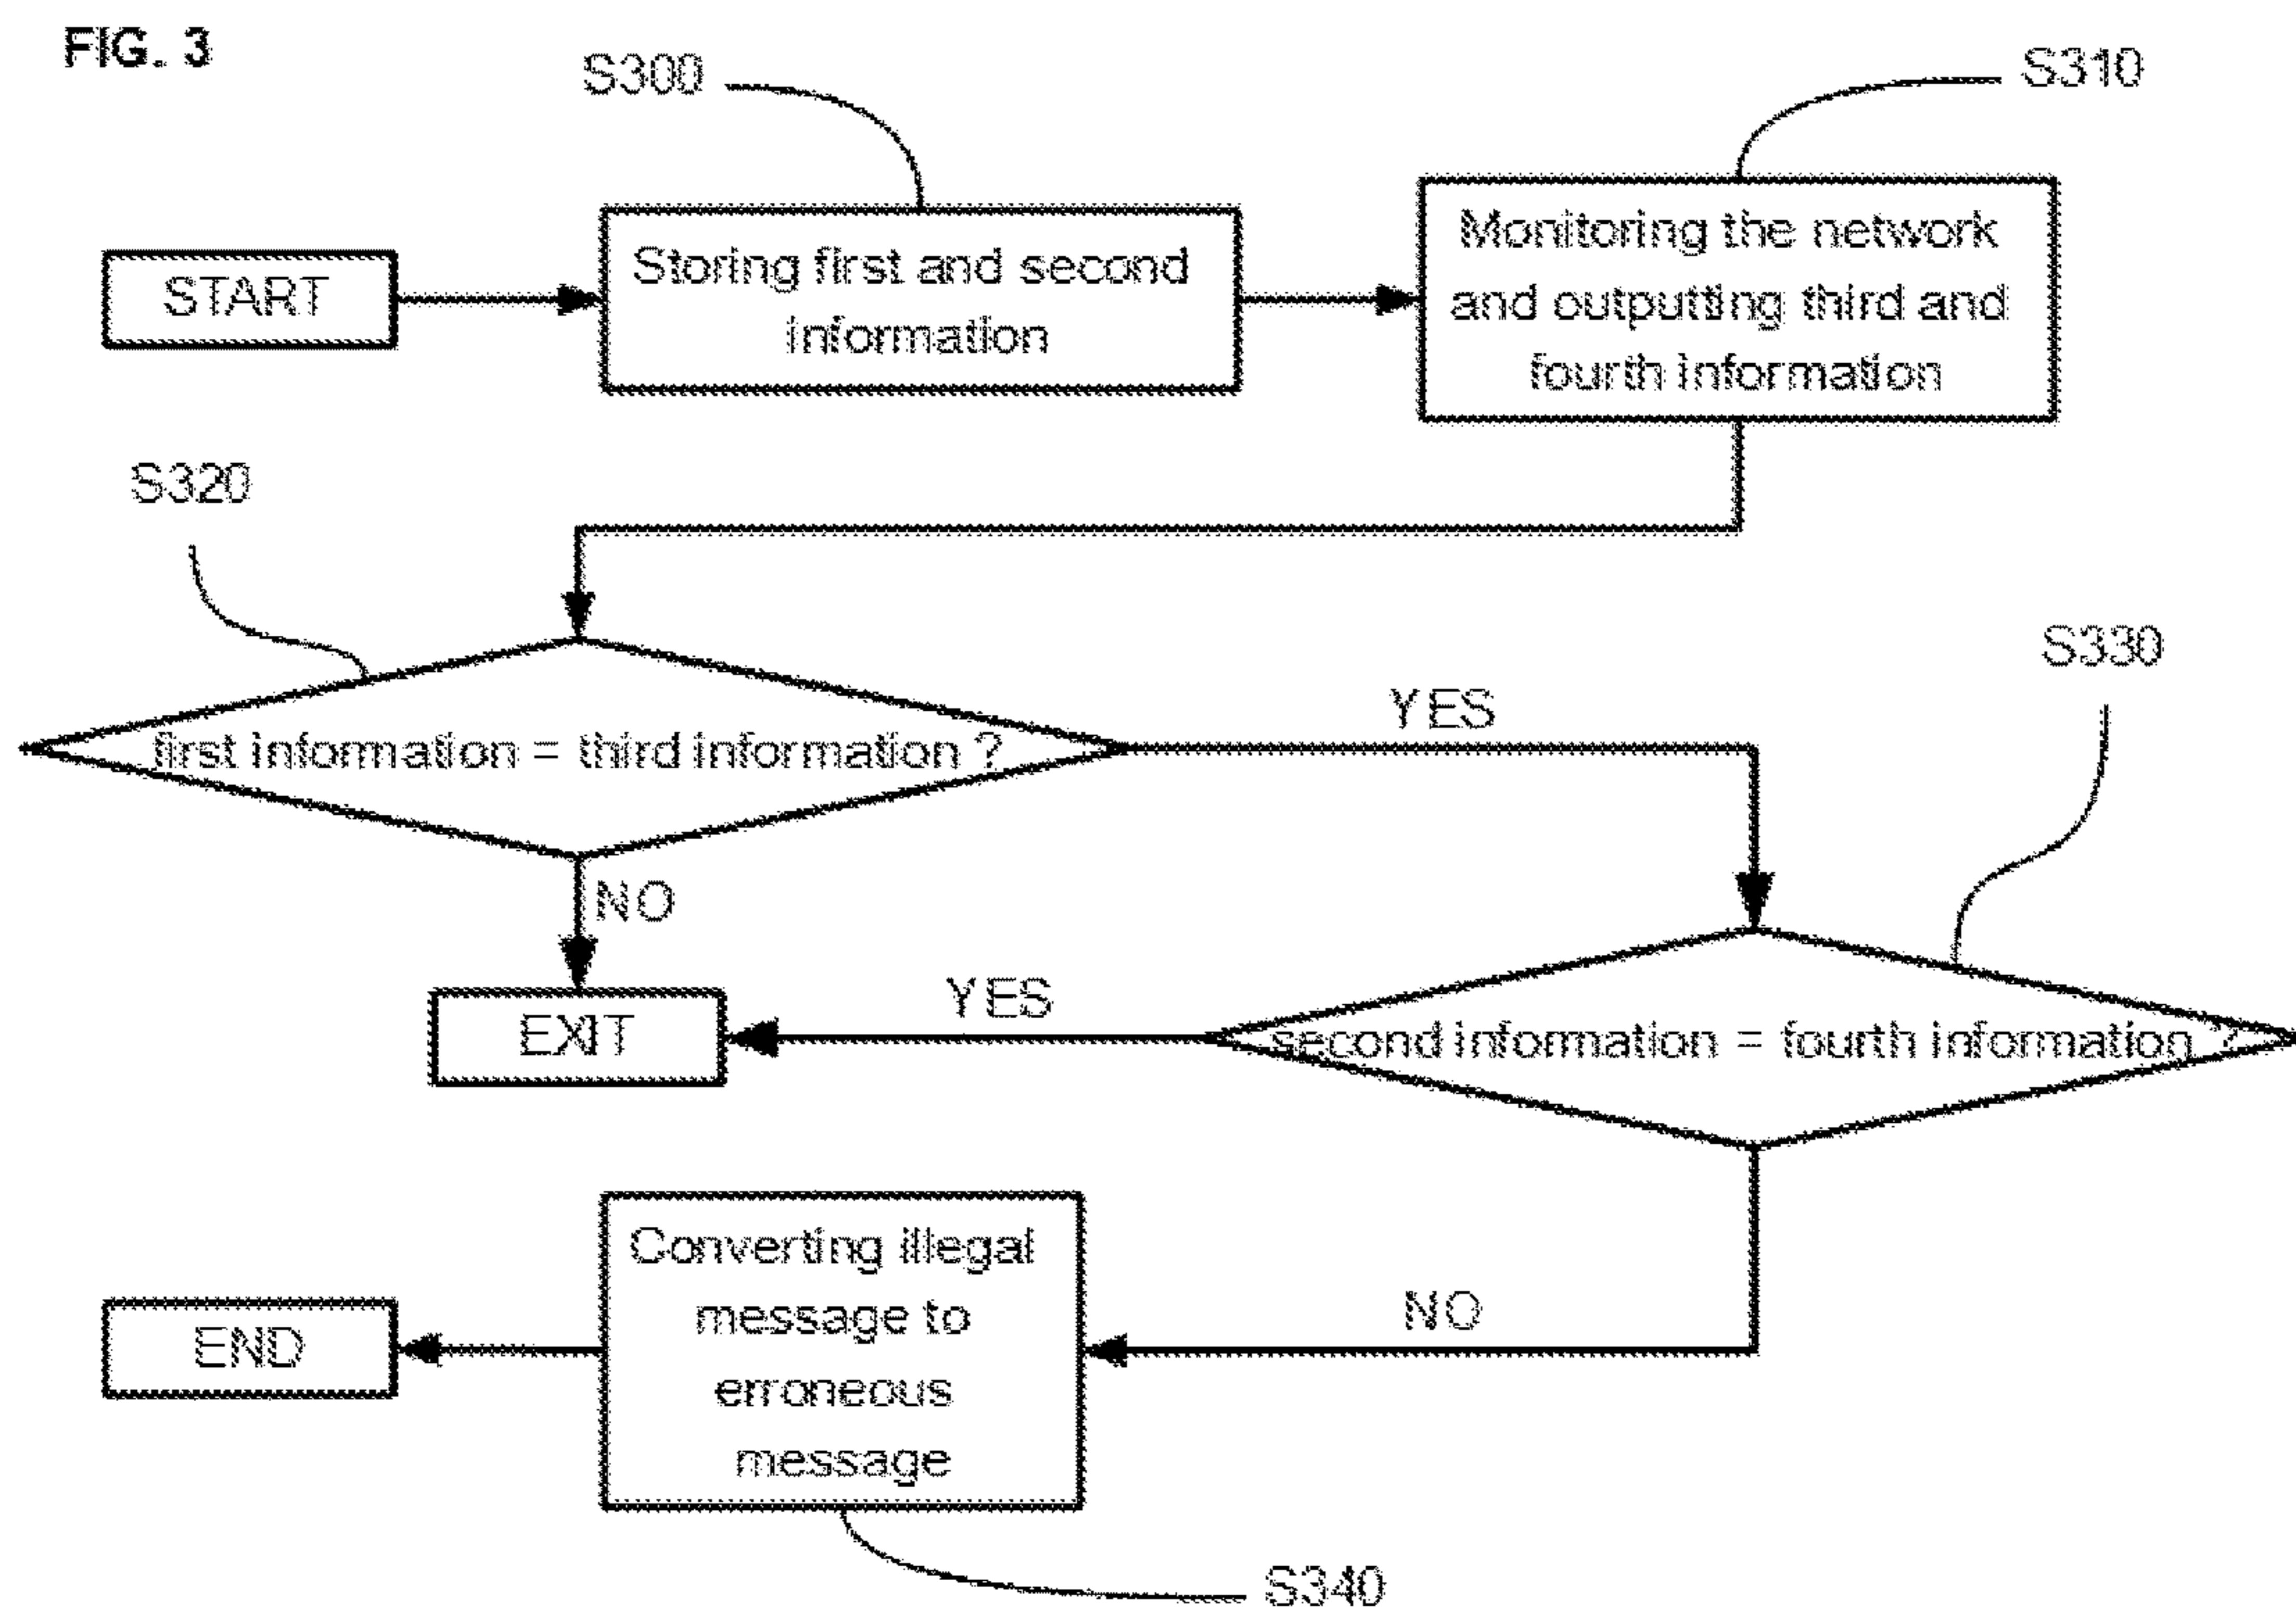 FIG. 3
S300
S310
START
Storing first and second
information
Monitoring the network
and outputting third and
fourth information
S320
S330
first information = third information ?
YES
NO
EXIT
YES
second information = fourth information ?
Converting illegal
message to
erroneous
message
NO
END
S340